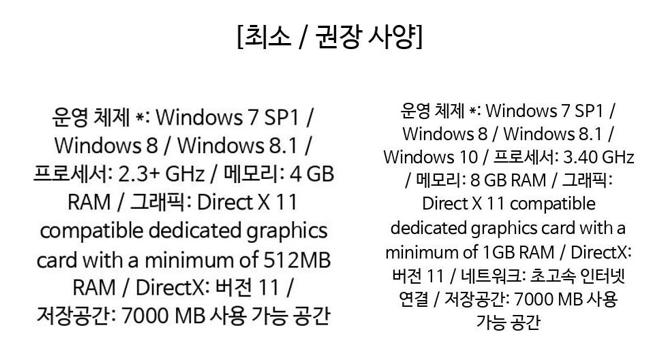 [최소 / 권장 사양]
운영 체제 *: Windows 7 SP1 /
Windows 8 / Windows 8.1 /
프로세서: 2.3+ GHz / 메모리: 4 GB
RAM / 그래픽: Direct X 11
compatible dedicated graphics
card with a minimum of 512MB
RAM / DirectX: 버전 11 /
저장공간: 7000 MB 사용 가능 공간
운영 체제 *: Windows 7 SP1 /
Windows 8 / Windows 8.1 /
Windows 10 / 프로세서: 3.40 GHz
/ 메모리: 8 GB RAM / 그래픽:
Direct X 11 compatible
dedicated graphics card with a
minimum of 1GB RAM / DirectX:
버전 11 / 네트워크: 초고속 인터넷
연결 / 저장공간: 7000 MB 사용
가능 공간